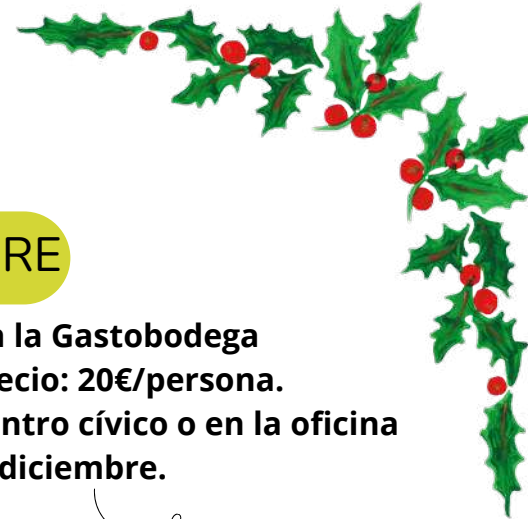 RE
n la Gastobodega
ecio: 20€/persona.
ntro cívico o en la oficina
diciembre.